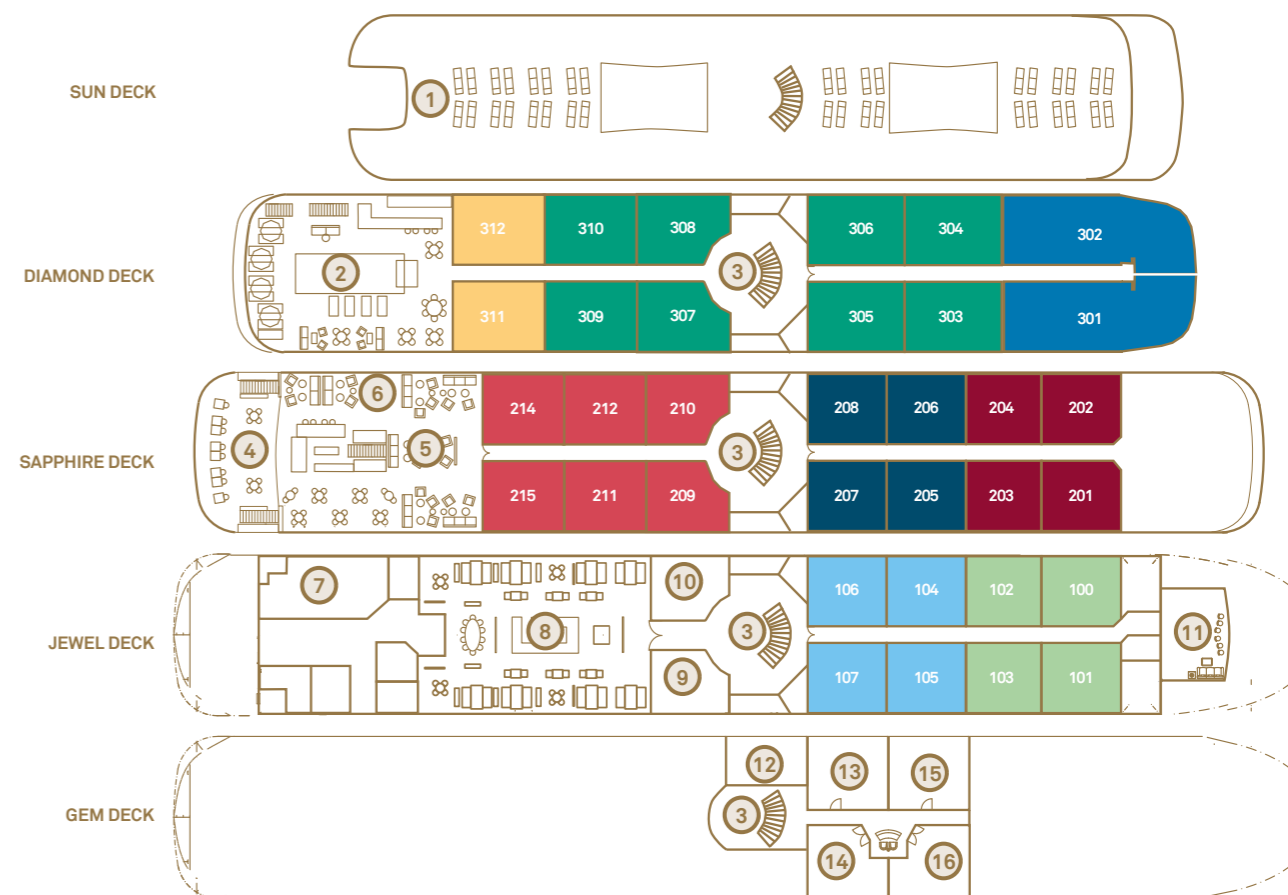 SUN DECK
1
DIAMOND DECK
312 310 308 306 304 302
2 3
311 309 307 305 303 301
SAPPHIRE DECK
6
214 212 210 208 206 204 202
4 5 3
215 211 209 207 205 203 201
JEWEL DECK
7 10 106 104 102 100
8 3 11
9 107 105 103 101
GEM DECK
12 13 15
3
14 16